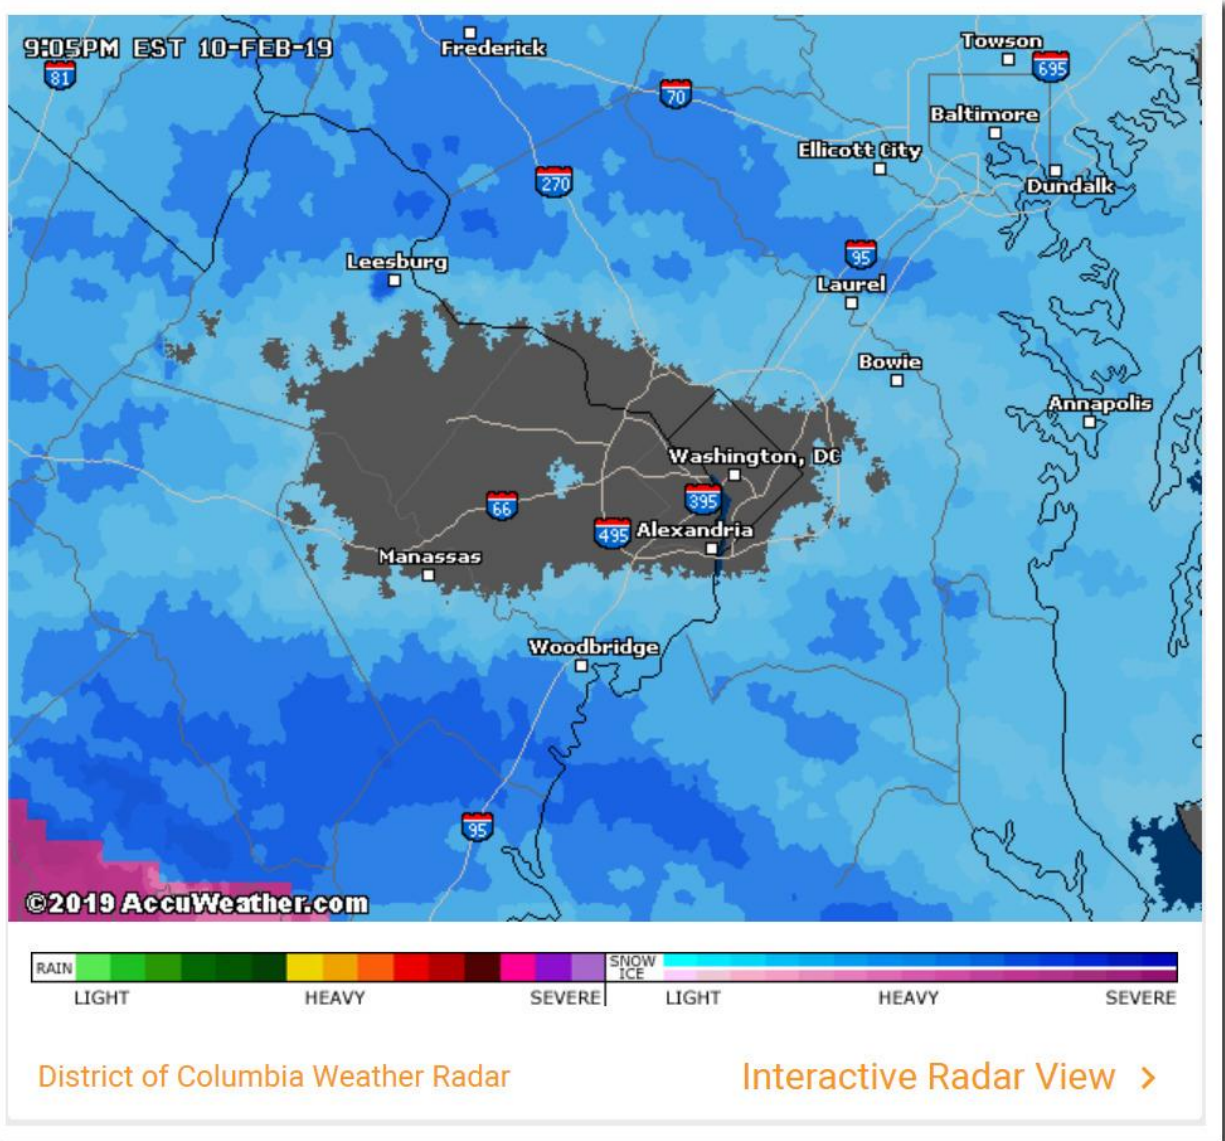 9:05PM EST 10-FEB-19
Frederick
Towson
81
695
70
Baltimore
Ellicott City
270
Dundalk
95
Leesburg
Laurel
Bowie
Annapolis
Washington, DC
66
395
495
Alexandria
Manassas
Woodbridge
95
©2019 AccuWeather.com
RAIN
SNOW
ICE
LIGHT HEAVY SEVERE LIGHT HEAVY SEVERE
District of Columbia Weather Radar
Interactive Radar View >